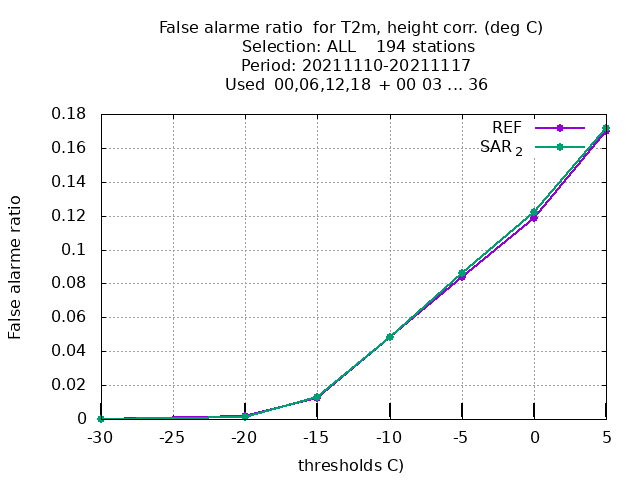 False alarme ratio  for T2m, height corr. (deg C)
Selection: ALL    194 stations
Period: 20211110-20211117
Used  00,06,12,18  + 00 03 ... 36
REF
SAR 2
0.18
0.16
0.14
0.12
0.1
0.08
0.06
0.04
0.02
0
False alarme ratio
-30 -25 -20 -15 -10 -5 0 5
thresholds C)